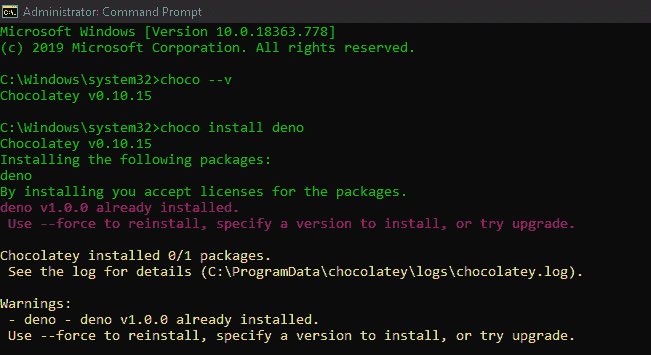 Administrator: Command Prompt
Microsoft Windows [Version 10.0.18363.778]
(c) 2019 Microsoft Corporation. All rights reserved.
C:\Windows\system32>choco --v
Chocolatey v0.10.15
C:\Windows\system32>choco install deno
Chocolatey v0.10.15
Installing the following packages:
deno
By installing you accept licenses for the packages.
deno v1.0.0 already installed.
Use --force to reinstall, specify a version to install, or try upgrade.
Chocolatey installed 0/1 packages.
See the log for details (C:\ProgramData\chocolatey\logs\chocolatey.log).
Warnings:
- deno - deno v1.0.0 already installed.
Use --force to reinstall, specify a version to install, or try upgrade.